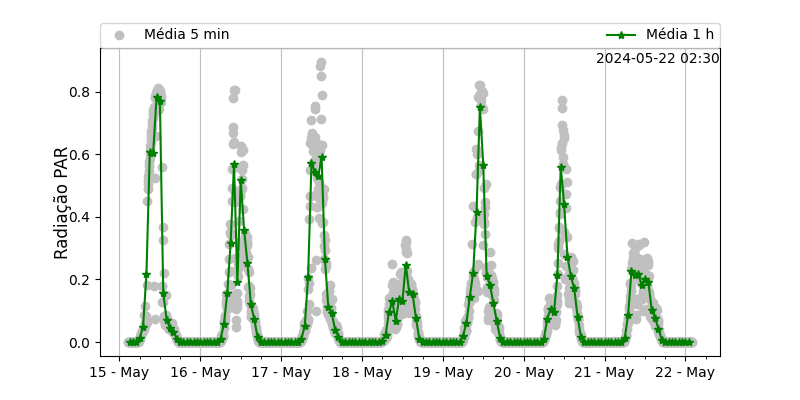 Média 5 min
Média 1 h
2024-05-22 02:30
Radiação PAR
0.8
0.6
0.4
0.2
0.0
15 - May
16 - May
17 - May
18 - May
19 - May
20 - May
21 - May
22 - May